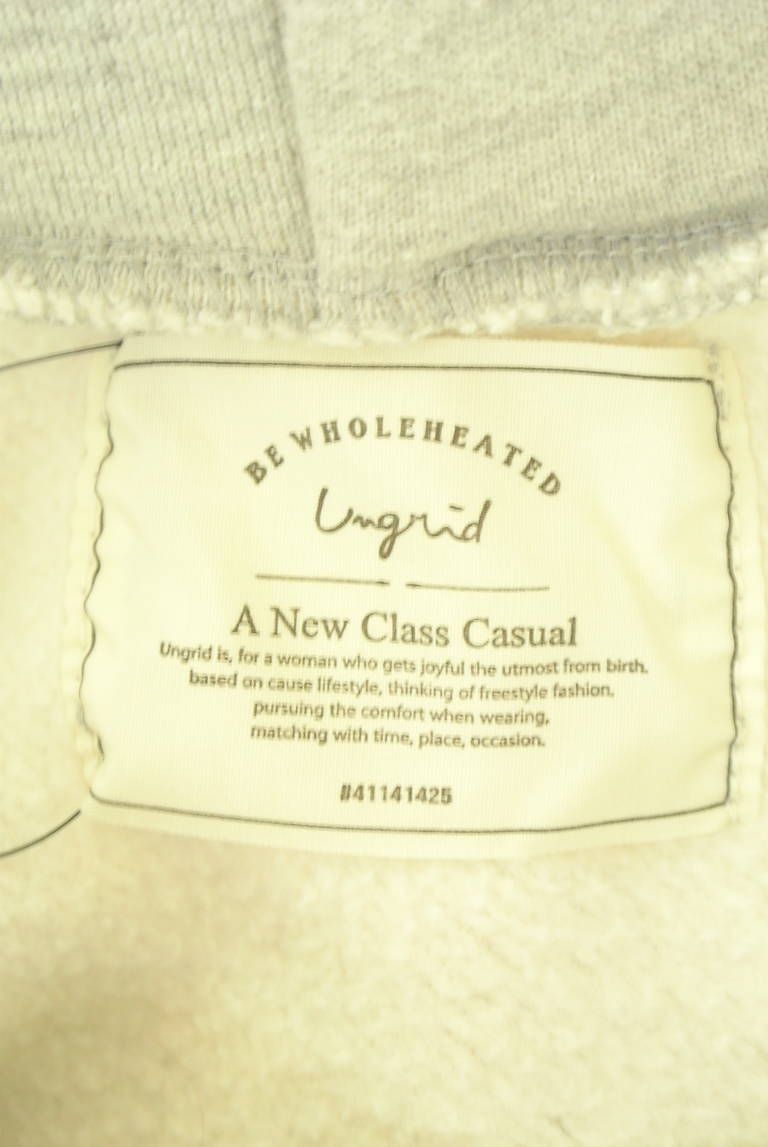 BE WHOLEHEATED
Ungrid
A New Class Casual
Ungrid is, for a woman who gets joyful the utmost from birth.
based on cause lifestyle, thinking of freestyle fashion.
pursuing the comfort when wearing,
matching with time, place, occasion.
#41141425